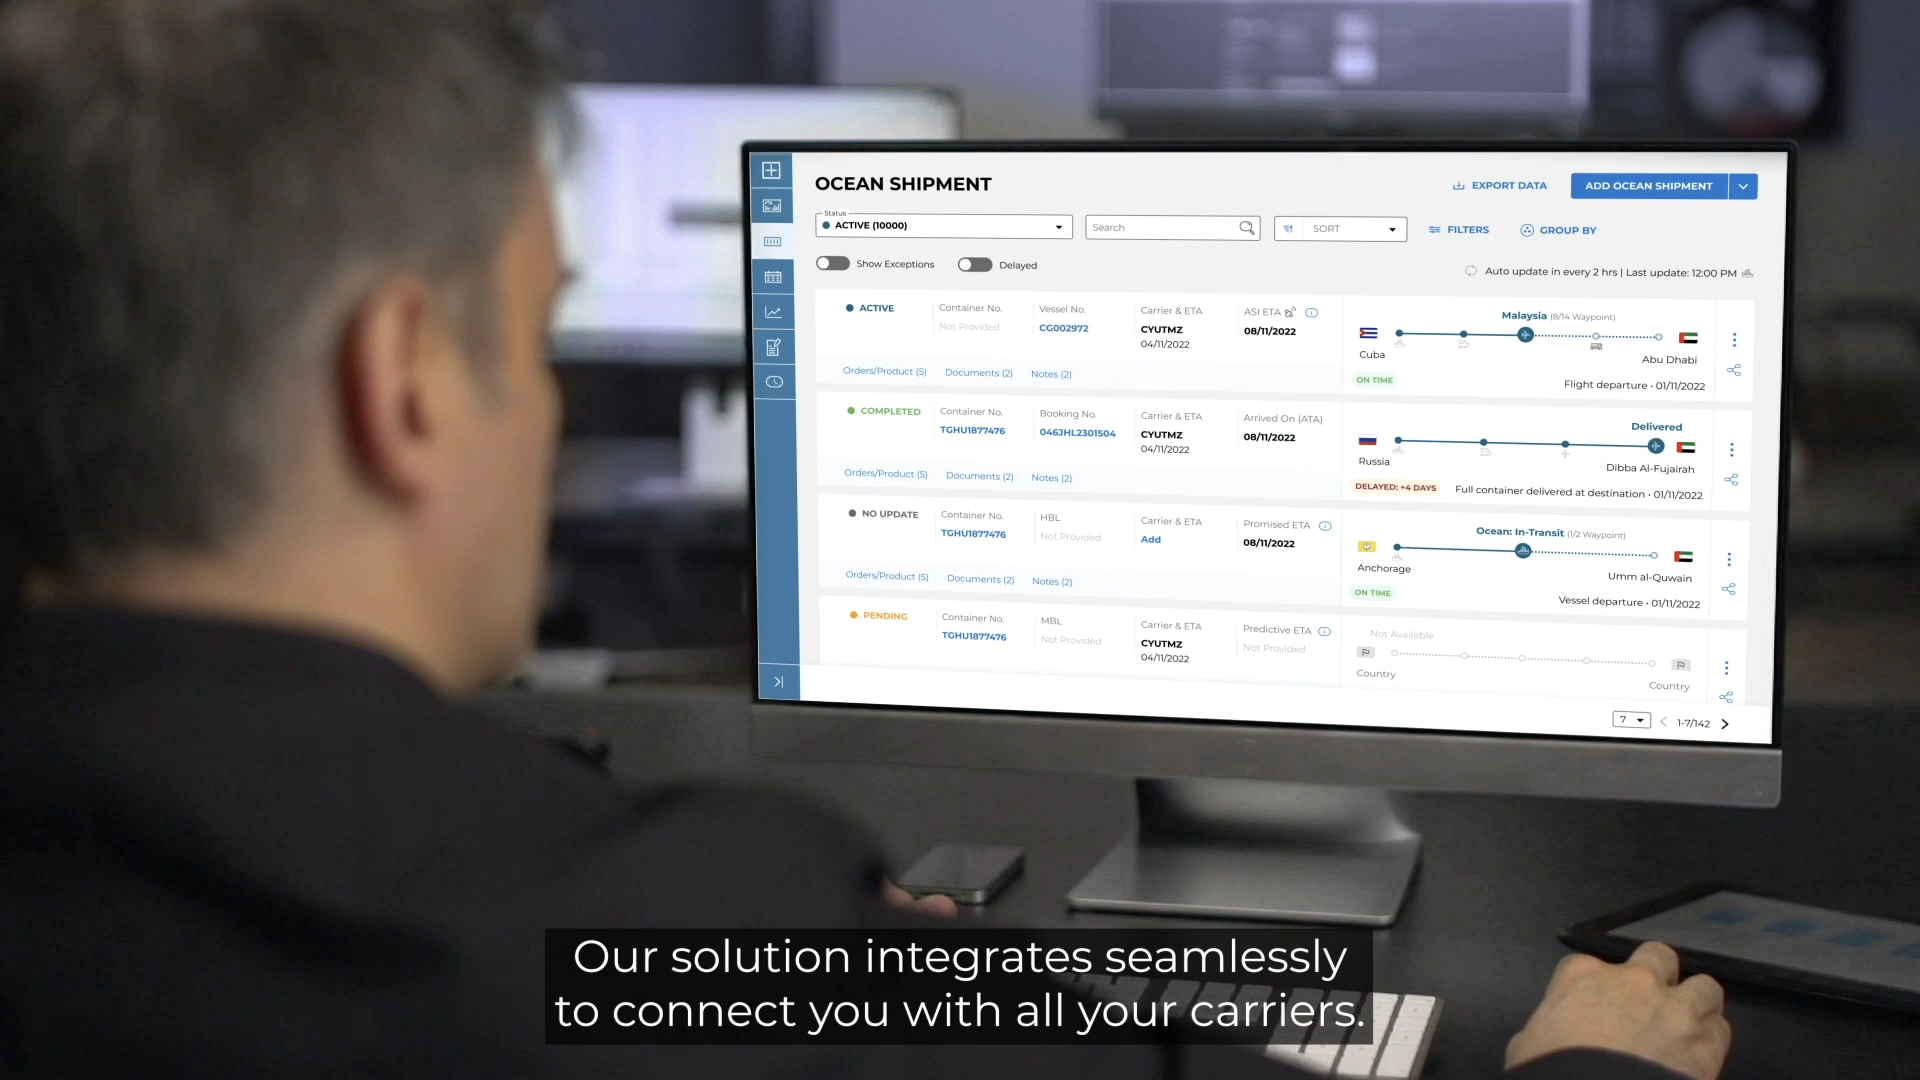 OCEAN SHIPMENT
EXPORT DATA
ADD OCEAN SHIPMENT
Status
ACTIVE (10000)
Search
SORT
FILTERS
GROUP BY
Show Exceptions
Delayed
Auto update in every 2 hrs | Last update: 12:00 PM
ACTIVE
Container No.
Not Provided
Vessel No.
CG002972
Carrier & ETA
CYUTMZ
04/11/2022
ASI ETA
08/11/2022
Malaysia (8/14 Waypoint)
Cuba
Abu Dhabi
ON TIME
Flight departure • 01/11/2022
Orders/Product (5)
Documents (2)
Notes (2)
COMPLETED
Container No.
TGHU1877476
Booking No.
046JHL2301504
Carrier & ETA
CYUTMZ
04/11/2022
Arrived On (ATA)
08/11/2022
Delivered
Russia
Dibba Al-Fujairah
DELAYED: +4 DAYS
Full container delivered at destination • 01/11/2022
Orders/Product (5)
Documents (2)
Notes (2)
NO UPDATE
Container No.
TGHU1877476
HBL
Not Provided
Carrier & ETA
Add
Promised ETA
08/11/2022
Ocean: In-Transit (1/2 Waypoint)
Anchorage
Umm al-Quwain
ON TIME
Vessel departure • 01/11/2022
Orders/Product (5)
Documents (2)
Notes (2)
PENDING
Container No.
TGHU1877476
MBL
Not Provided
Carrier & ETA
CYUTMZ
04/11/2022
Predictive ETA
Not Provided
Not Available
Country
Country
7
1-7/142
Our solution integrates seamlessly
to connect you with all your carriers.